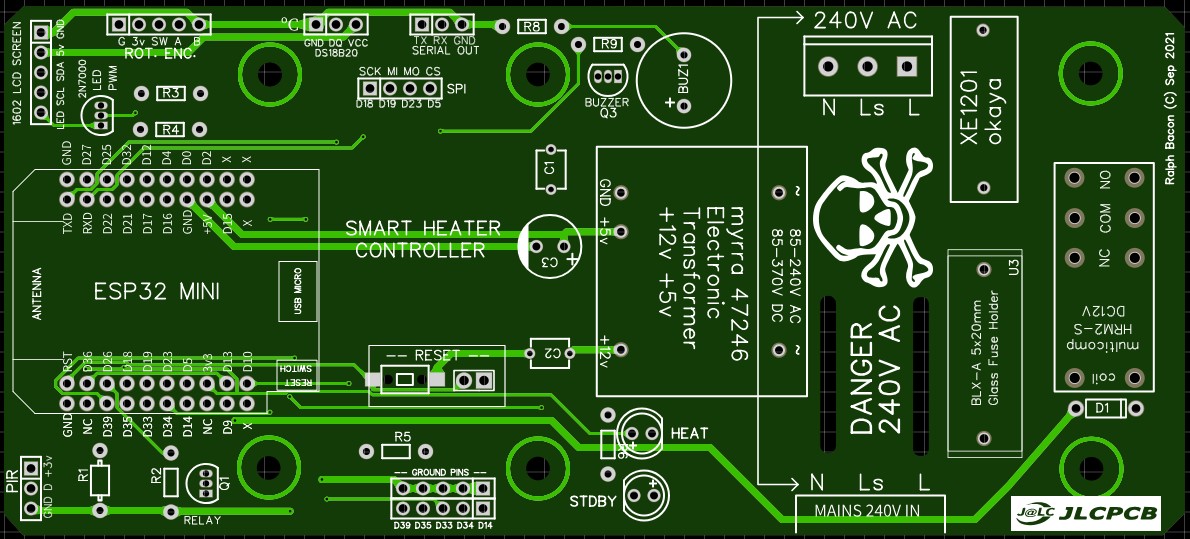 1602 LCD SCREEN
GND
5v
SDA
SCL
LED
G 3v SW A B
ROT. ENC.
2N7000
LED
PWM
R3
R4
°C
GND DQ VCC
DS18B20
TX RX GND
SERIAL OUT
SCK MI MO CS
SPI
D18 D19 D23 D5
R8
R9
BUZZER
Q3
BUZ1
+
240V AC
N Ls L
XE1201
okaya
Ralph Bacon (C) Sep 2021
GND D27 D25 D32 D12 D4 D0 D2 X X
TXD RXD D22 D21 D17 D16 GND +5V D15 X
C1
SMART HEATER
CONTROLLER
C3
+
GND
+5v
+12v
myrra 47246
Electronic
Transformer
+12v +5v
~
85-240V AC
85-370V DC
~
DANGER
240V AC
U3
BLX-A 5x20mm
Glass Fuse Holder
NO
COM
NC
multicomp
HRM2-S
DC12V
coil
D1
ANTENNA
ESP32 MINI
USB MICRO
RESET
SWITCH
RST D36 D26 D18 D19 D23 D5 3v3 D13 D10
GND NC D39 D35 D33 D34 D14 NC D9 X
-- RESET --
C2
HEAT
+
STDBY
+
R5
-- GROUND PINS --
D39 D35 D33 D34 D14
PIR
GND D +3v
R1
R2
Q1
RELAY
N Ls L
MAINS 240V IN
J@LC JLCPCB